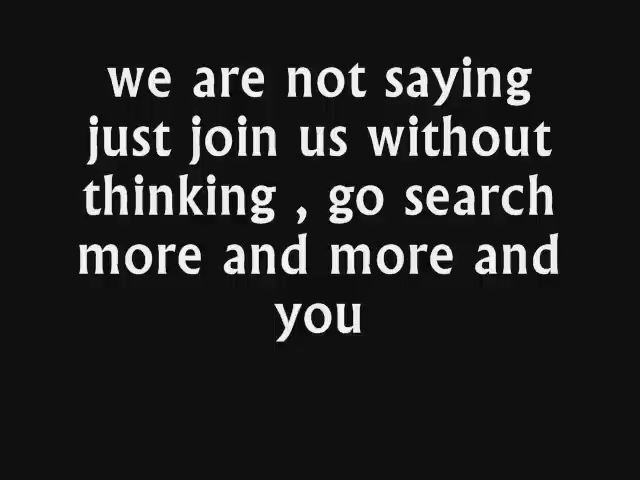 we are not saying
just join us without
thinking , go search
more and more and
you